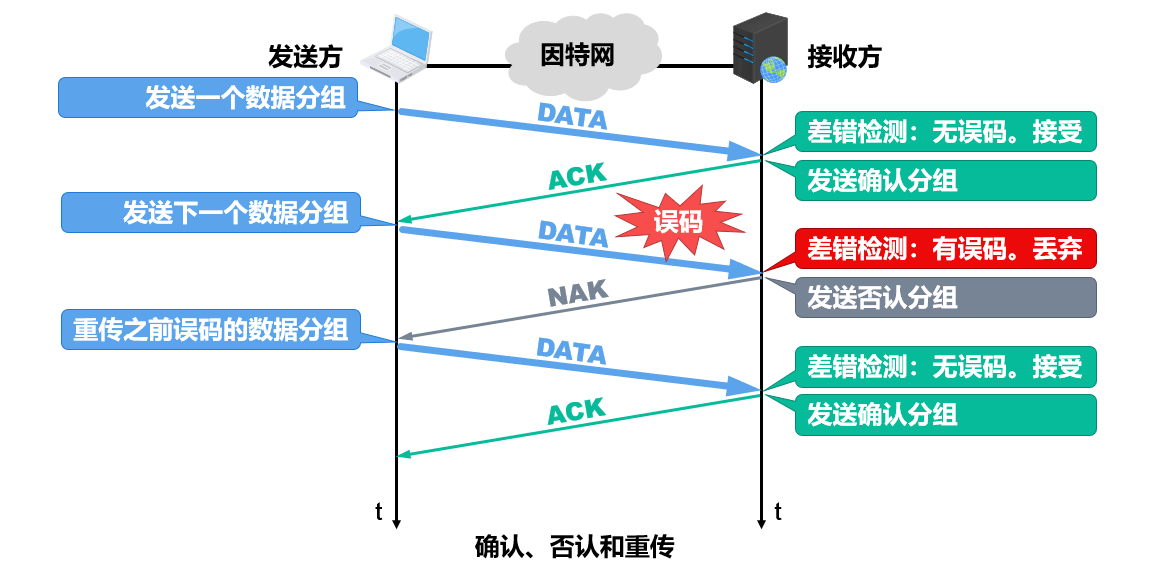 发送方
因特网
接收方
发送一个数据分组
DATA
差错检测：无误码。接受
ACK
发送确认分组
发送下一个数据分组
误码
DATA
差错检测：有误码。丢弃
NAK
发送否认分组
重传之前误码的数据分组
DATA
差错检测：无误码。接受
ACK
发送确认分组
t
t
确认、否认和重传